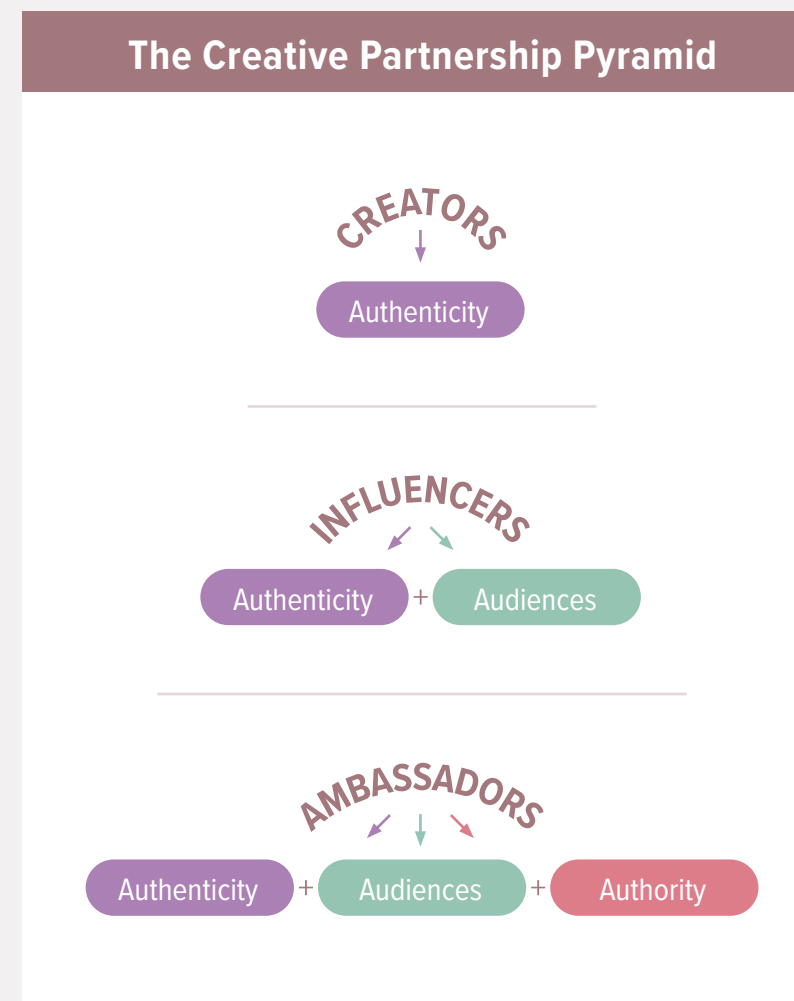 The Creative Partnership Pyramid
CREATORS
Authenticity
INFLUENCERS
Authenticity + Audiences
AMBASSADORS
Authenticity + Audiences + Authority